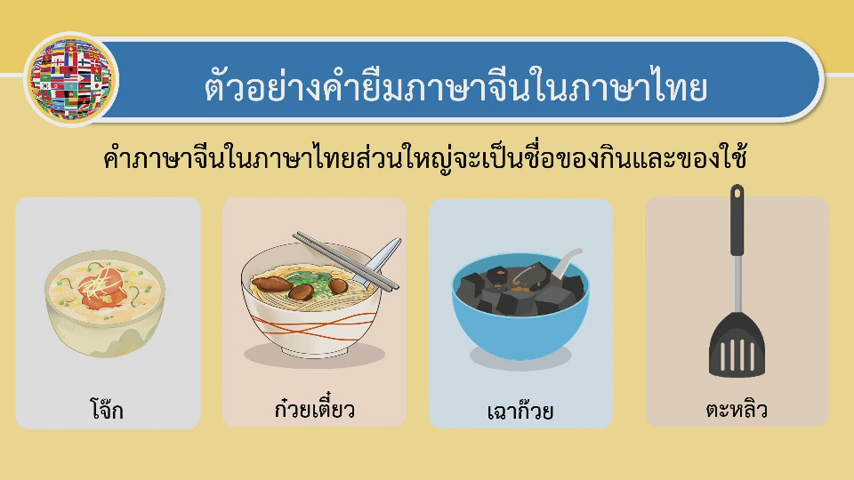 ตัวอย่างคำยืมภาษาจีนในภาษาไทย
คำภาษาจีนในภาษาไทยส่วนใหญ่จะเป็นชื่อของกินและของใช้
โจ๊ก
ก๋วยเตี๋ยว
เฉาก๊วย
ตะหลิว